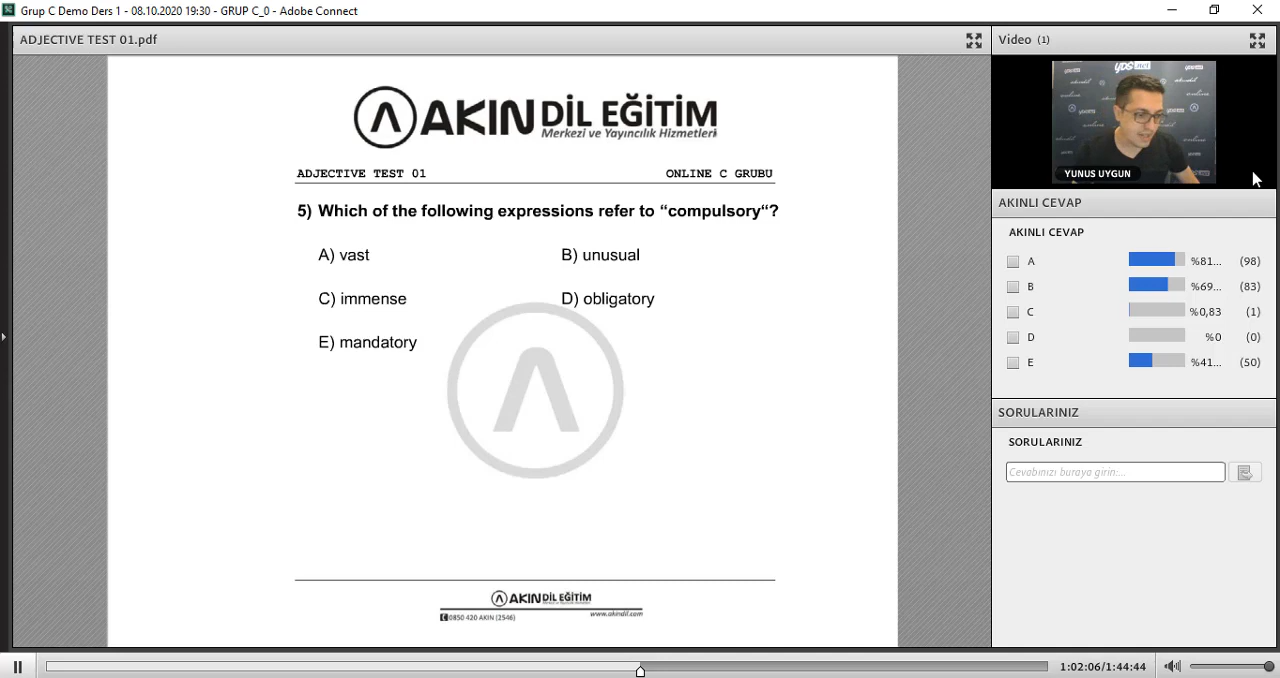 Grup C Demo Ders 1 - 08.10.2020 19:30 - GRUP C_0 - Adobe Connect
ADJECTIVE TEST 01.pdf
Video (1)
AKIN DİL EĞİTİM
Merkezi ve Yayıncılık Hizmetleri
ADJECTIVE TEST 01 ONLINE C GRUBU
5) Which of the following expressions refer to “compulsory“?
A) vast B) unusual
C) immense D) obligatory
E) mandatory
AKIN DİL EĞİTİM
Merkezi ve Yayıncılık Hizmetleri
0850 420 AKIN (2546) www.akindil.com
YUNUS UYGUN
AKINLI CEVAP
AKINLI CEVAP
A %81... (98)
B %69... (83)
C %0,83 (1)
D %0 (0)
E %41... (50)
SORULARINIZ
SORULARINIZ
Cevabınızı buraya girin:...
1:02:06/1:44:44